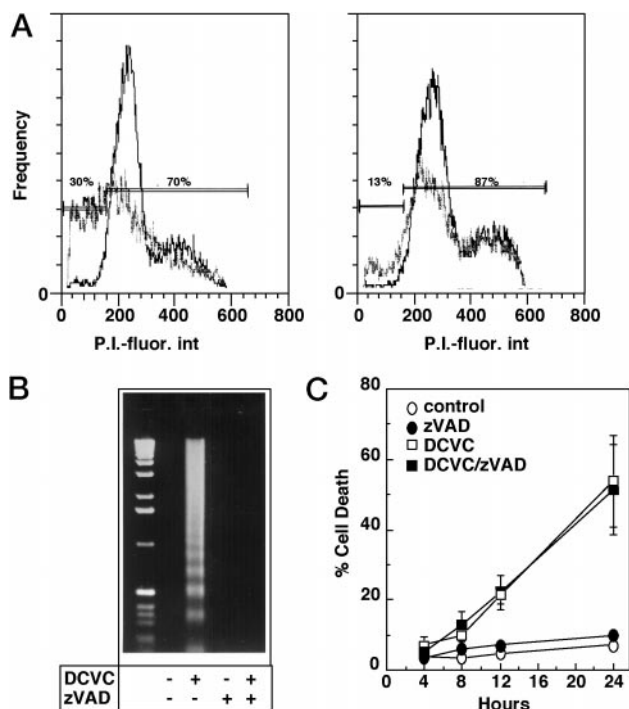 A
Frequency
30%
70%
0
0 200 400 600 800
P.I.-fluor. int
13%
87%
0
0 200 400 600 800
P.I.-fluor. int
B
DCVC - + - +
zVAD - - + +
C
control
zVAD
DCVC
DCVC/zVAD
% Cell Death
80
60
40
20
0
0 4 8 12 16 20 24
Hours